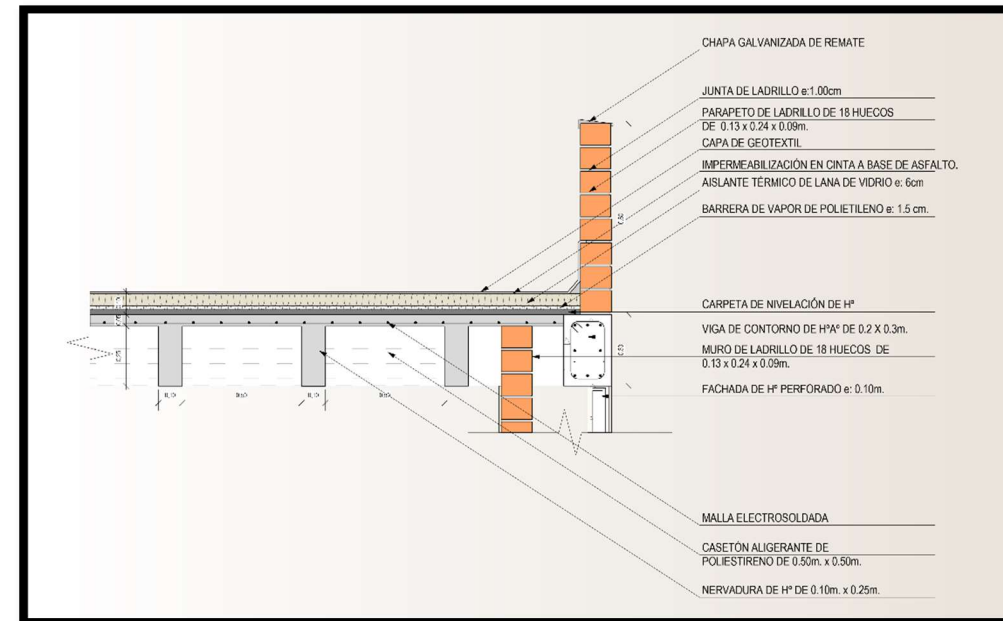 CHAPA GALVANIZADA DE REMATE
JUNTA DE LADRILLO e:1.00cm
PARAPETO DE LADRILLO DE 18 HUECOS
DE 0.13 x 0.24 x 0.09m.
CAPA DE GEOTEXTIL
IMPERMEABILIZACIÓN EN CINTA A BASE DE ASFALTO.
AISLANTE TÉRMICO DE LANA DE VIDRIO e: 6cm
BARRERA DE VAPOR DE POLIETILENO e: 1.5 cm.
CARPETA DE NIVELACIÓN DE Hº
VIGA DE CONTORNO DE HºAº DE 0.2 X 0.3m.
MURO DE LADRILLO DE 18 HUECOS DE
0.13 x 0.24 x 0.09m.
FACHADA DE Hº PERFORADO e: 0.10m.
MALLA ELECTROSOLDADA
CASETÓN ALIGERANTE DE
POLIESTIRENO DE 0.50m. x 0.50m.
NERVADURA DE Hº DE 0.10m. x 0.25m.